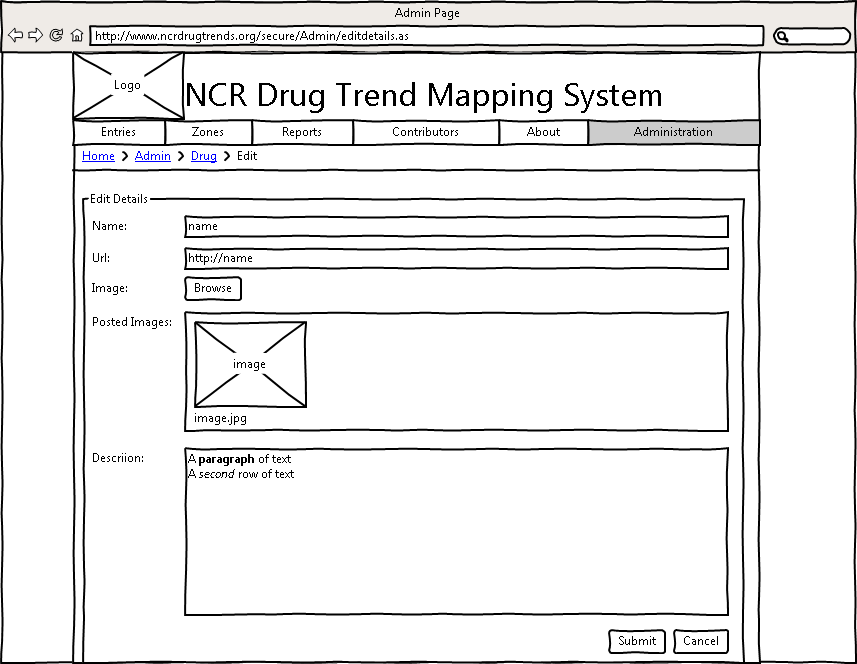 Admin Page
http://www.ncrdrugtrends.org/secure/Admin/editdetails.as
Logo
NCR Drug Trend Mapping System
Entries Zones Reports Contributors About Administration
Home > Admin > Drug > Edit
Edit Details
Name: name
Url: http://name
Image: Browse
Posted Images:
image
image.jpg
Descriion: A paragraph of text
A second row of text
Submit Cancel